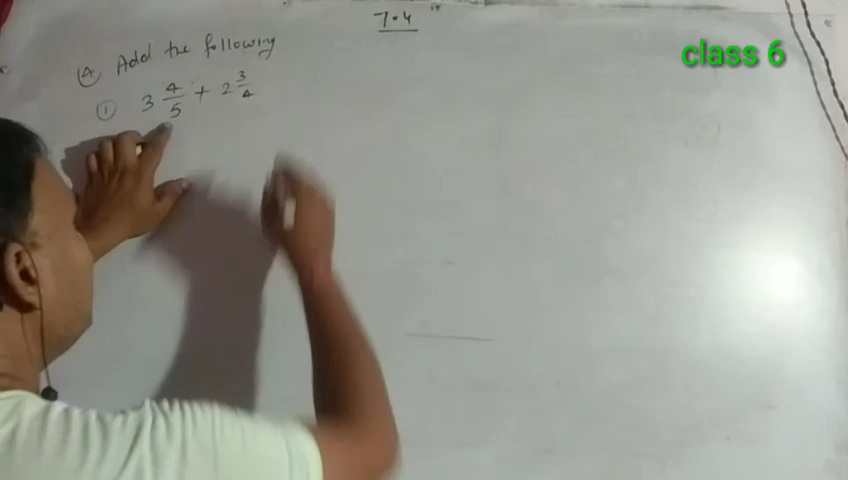 7.4
class 6
4 Add the following
1 3 4/5 + 2 3/4